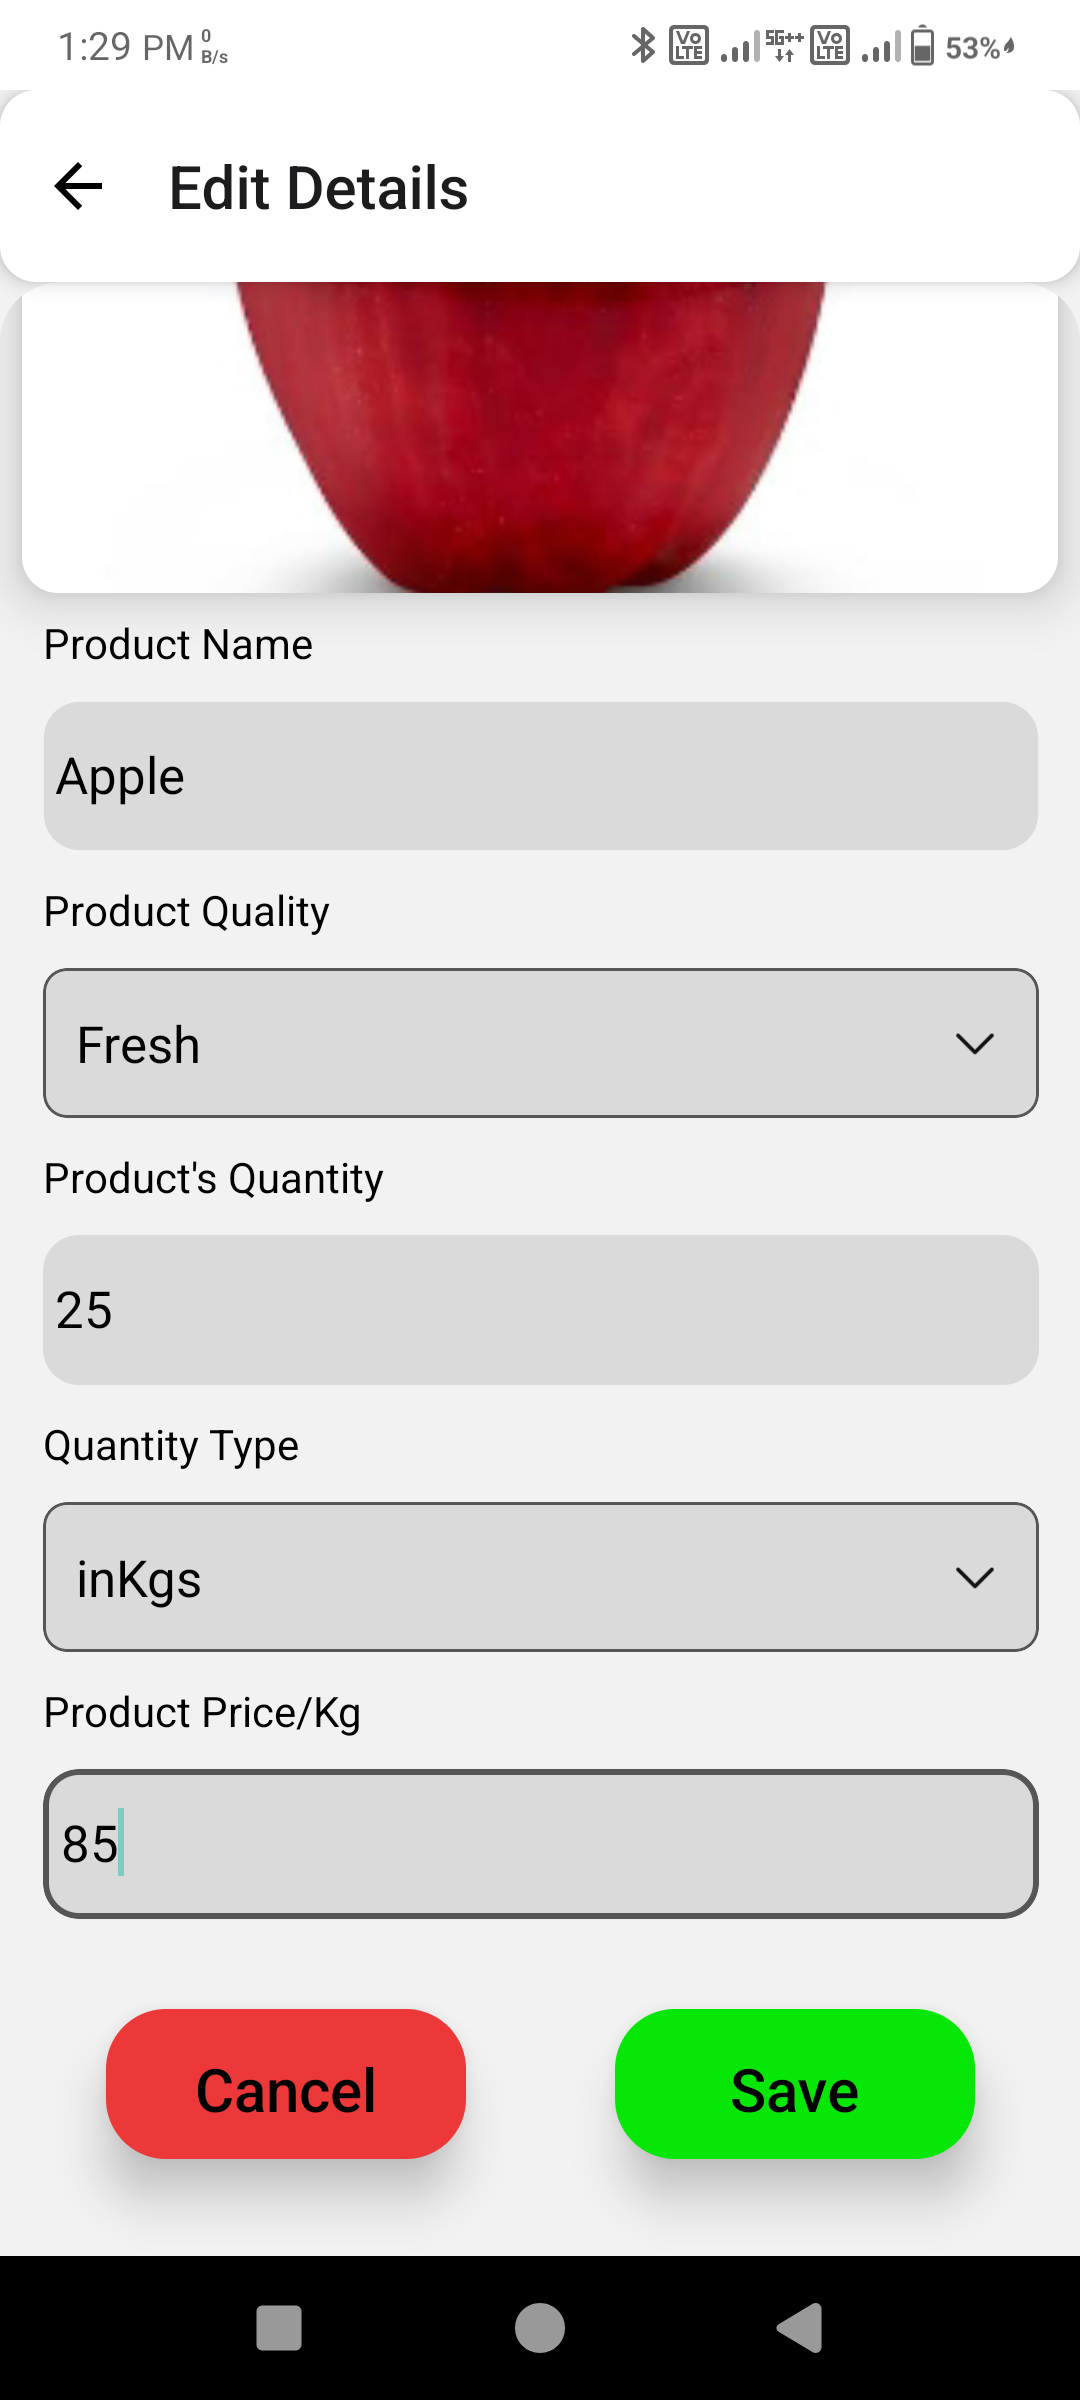 1:29 PM 0 B/s Vo LTE 5G++ Vo LTE 53%
Edit Details
Product Name
Apple
Product Quality
Fresh
Product's Quantity
25
Quantity Type
inKgs
Product Price/Kg
85
Cancel Save